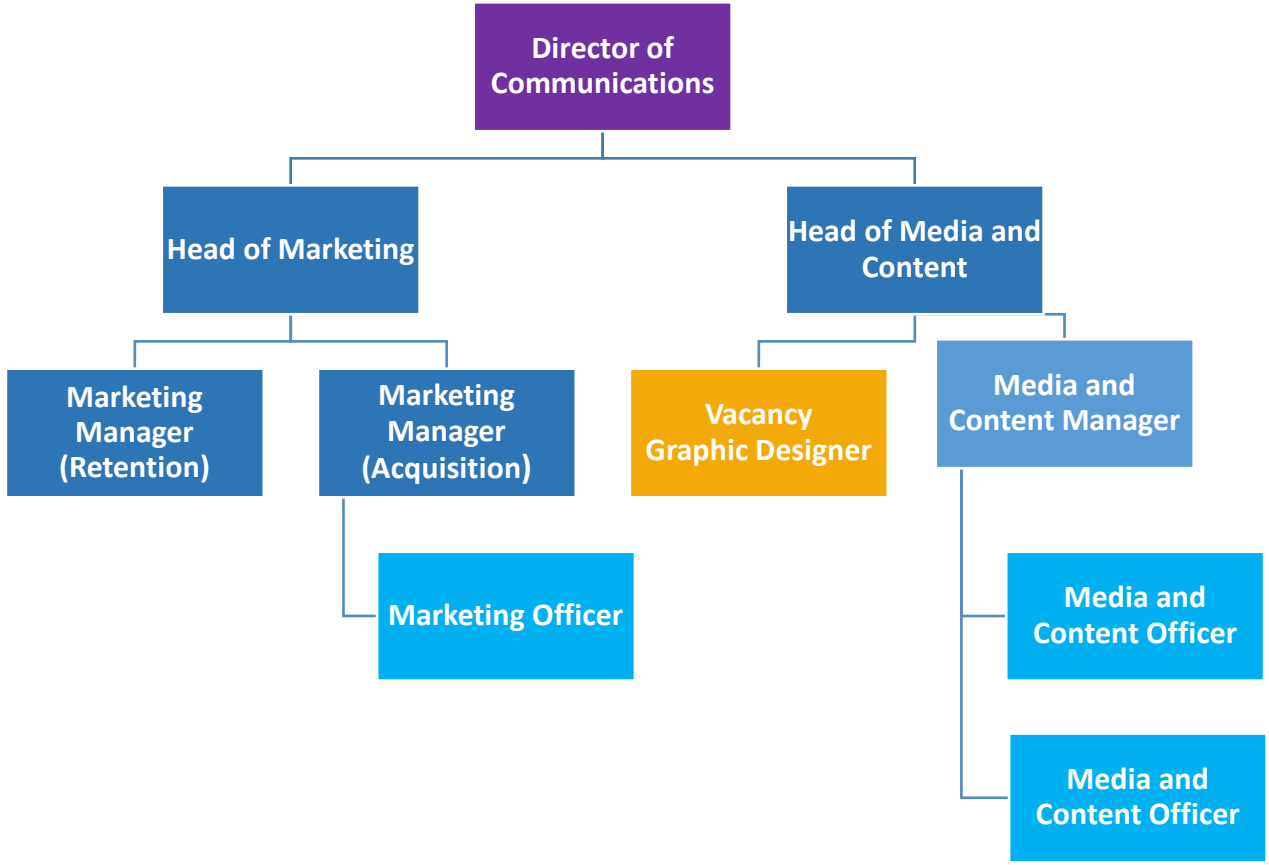 Director of
Communications
Head of Marketing
Head of Media and
Content
Marketing
Manager
(Retention)
Marketing
Manager
(Acquisition)
Vacancy
Graphic Designer
Media and
Content Manager
Marketing Officer
Media and
Content Officer
Media and
Content Officer